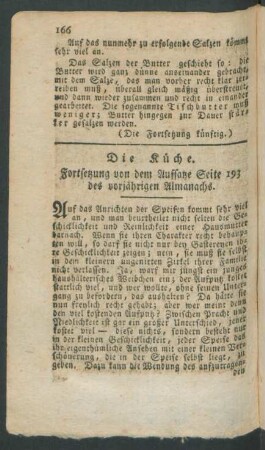 166
Auf das nunmehr zu erfolgende Salzen kömmt
sehr viel an.
Das Salzen der Butter geschieht so: die
Butter wird ganz dünne auseinander gebracht,
mit dem Salze, das man vorher recht klar zer-
reiben muß, überall gleich mäßig überstreuet,
und dann wieder zusammen und recht in einander
gearbeitet. Die sogenannte Tischbutter muß
weniger; Butter hingegen zur Dauer stär-
ker gesalzen werden.
(Die Fortsetzung künftig.)
Die Küche.
Fortsetzung von dem Aufsatze Seite 193
des vorjährigen Almanachs.
Auf das Anrichten der Speisen kommt sehr viel
an, und man beurtheilet nicht selten die Ge-
schicklichkeit und Reinlichkeit einer Hausmutter
darnach. Wenn sie ihren Charakter recht behaupten
will, so darf sie nicht nur bey Gastereyen ih-
re Geschicklichkeit zeigen; nein, sie muß sie selbst
in dem kleinern täglichen Zirkel ihrer Familie
nicht verlassen. Ja, warf mir jüngst ein junges
haushälterisches Weibchen ein; der Aufputz kostet
stattlich viel, und wer wollte, ohne seinen Unter-
gang zu befördern, das aushalten? Da hätte sie
nun freylich recht gehabt; aber wer meint denn
den viel kostenden Aufputz? Zwischen Pracht und
Niedlichkeit ist gar ein großer Unterschied, jener
kostet viel — diese nichts, sondern besteht nur
in der kleinen Geschicklichkeit, jeder Speise das
ihr eigenthümliche Ansehen mit einer kleinen Ver-
schönerung, die in der Speise selbst liegt, zu
geben. Dazu kann die Wendung des aufzutragen-
den